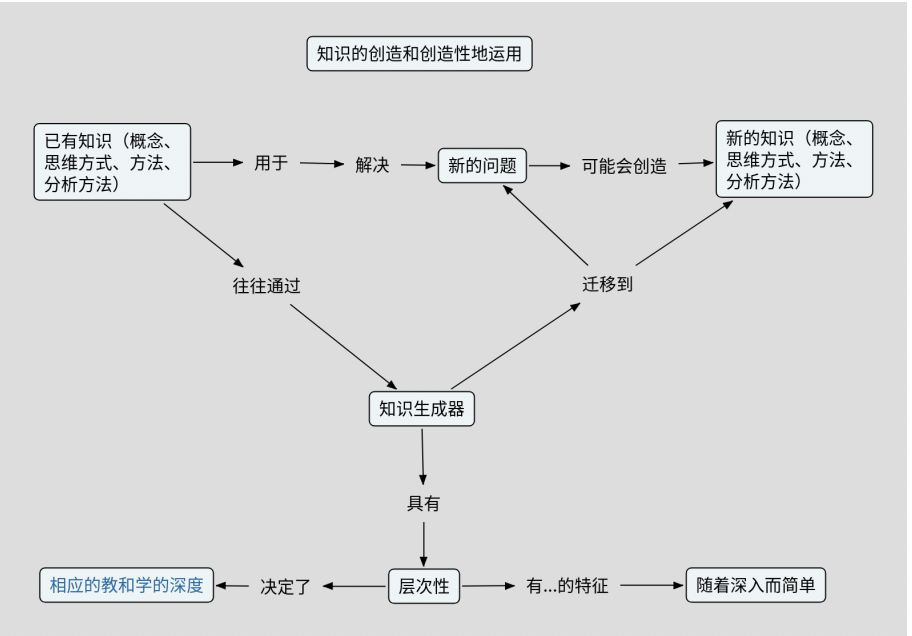 知识的创造和创造性地运用
已有知识（概念、
思维方式、方法、
分析方法）
用于
解决
新的问题
可能会创造
新的知识（概念、
思维方式、方法、
分析方法）
往往通过
迁移到
知识生成器
具有
相应的教和学的深度
决定了
层次性
有...的特征
随着深入而简单